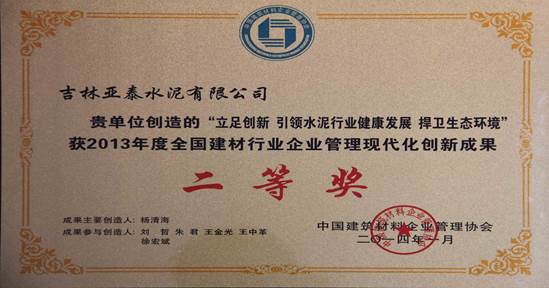 吉林亚泰水泥有限公司
贵单位创造的“立足创新 引领水泥行业健康发展 捍卫生态环境”
获2013年度全国建材行业企业管理现代化创新成果
二等奖
成果主要创造人：杨清海
成果参与创造人：刘 哲 朱 君 王金光 王中革
徐宏斌
中国建筑材料企业管理协会
二〇一四年一月